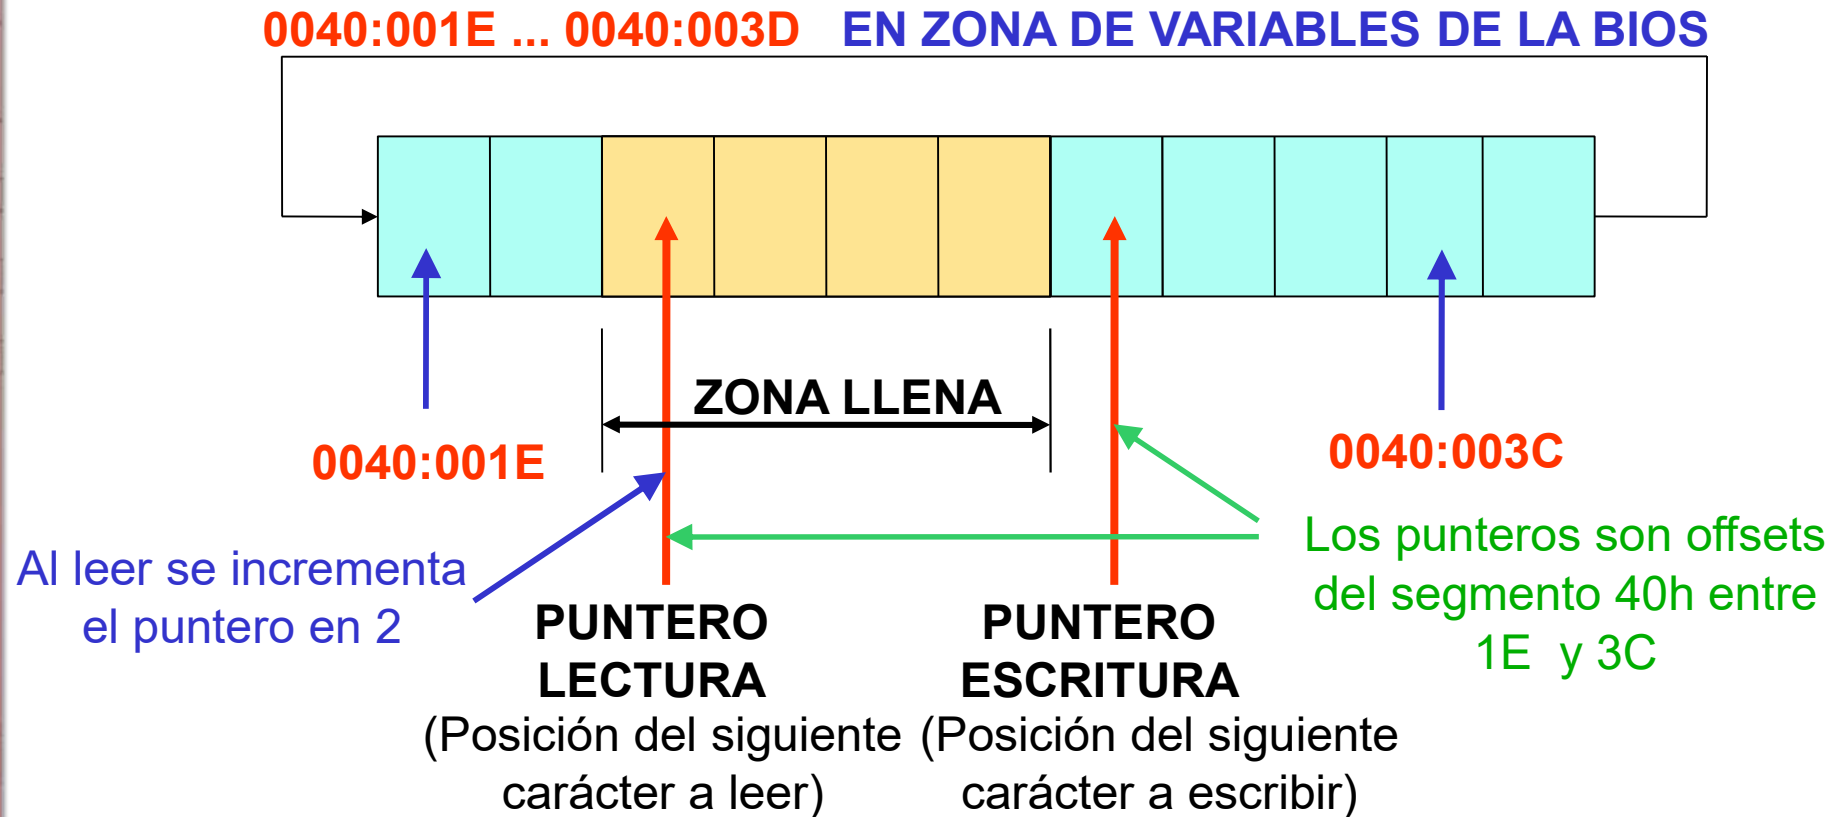 0040:001E ... 0040:003D EN ZONA DE VARIABLES DE LA BIOS
ZONA LLENA
0040:001E
0040:003C
Al leer se incrementa
el puntero en 2
Los punteros son offsets
del segmento 40h entre
1E y 3C
PUNTERO
LECTURA
(Posición del siguiente
carácter a leer)
PUNTERO
ESCRITURA
(Posición del siguiente
carácter a escribir)